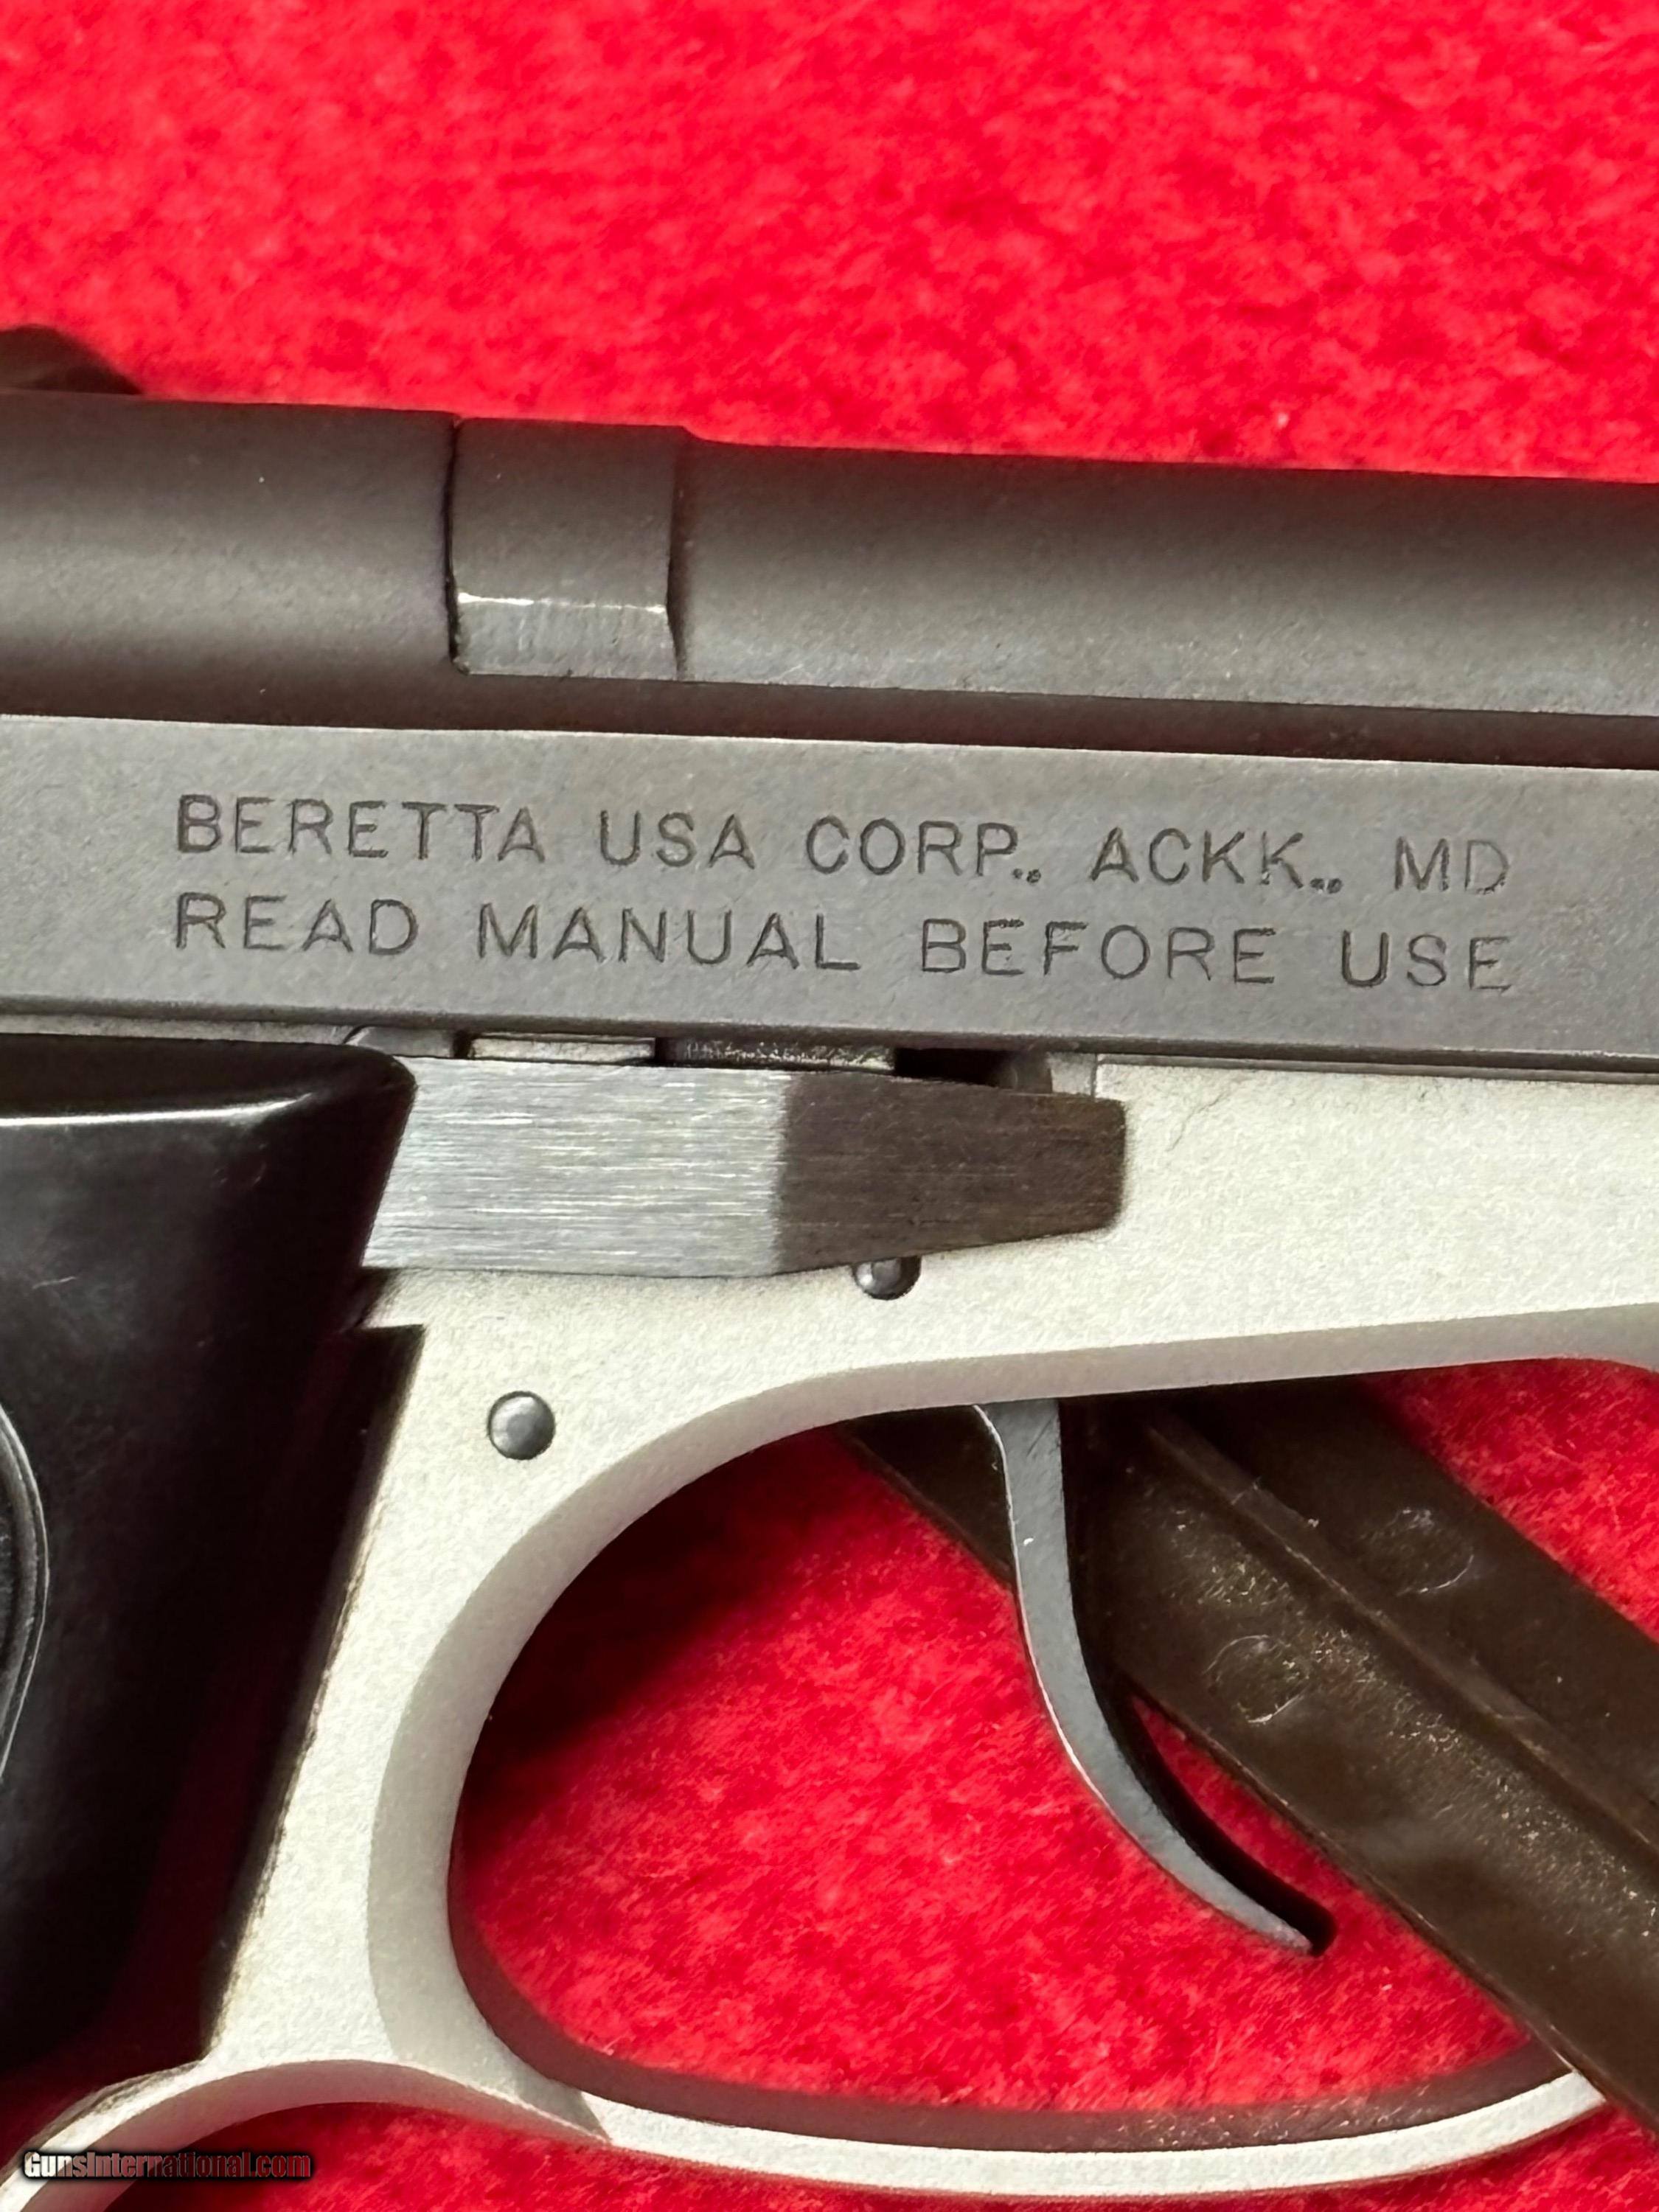 BERETTA USA CORP., ACKK., MD
READ MANUAL BEFORE USE
GunsInternational.com